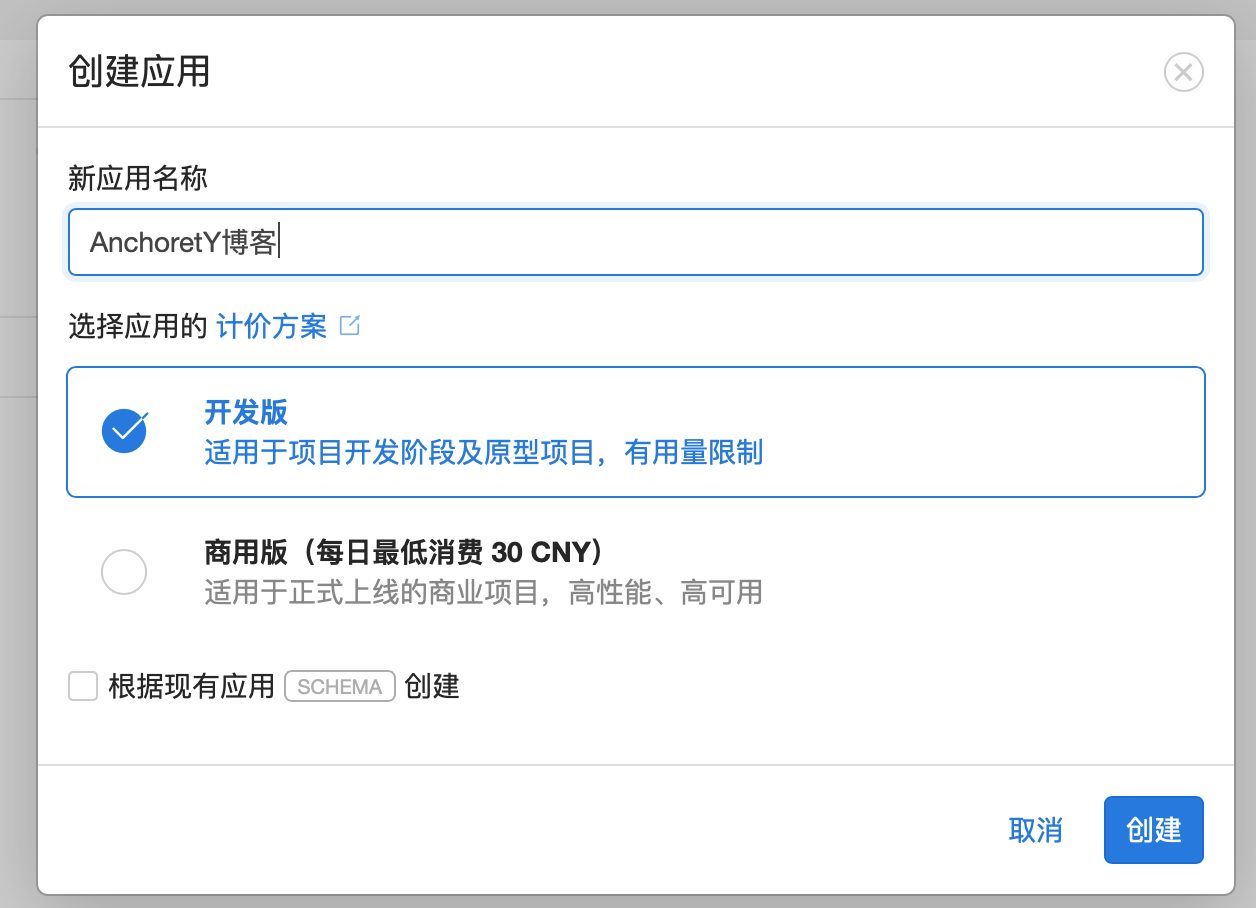 创建应用
新应用名称
AnchoretY博客
选择应用的 计价方案
开发版
适用于项目开发阶段及原型项目，有用量限制
商用版（每日最低消费 30 CNY）
适用于正式上线的商业项目，高性能、高可用
根据现有应用 SCHEMA 创建
取消 创建